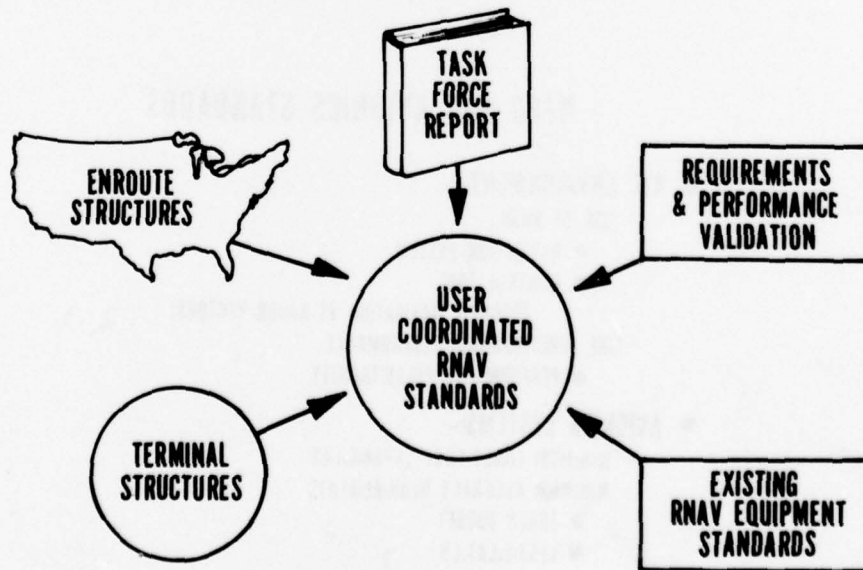 TASK
FORCE
REPORT
ENROUTE
STRUCTURES
REQUIREMENTS
& PERFORMANCE
VALIDATION
USER
COORDINATED
RNAV
STANDARDS
TERMINAL
STRUCTURES
EXISTING
RNAV EQUIPMENT
STANDARDS